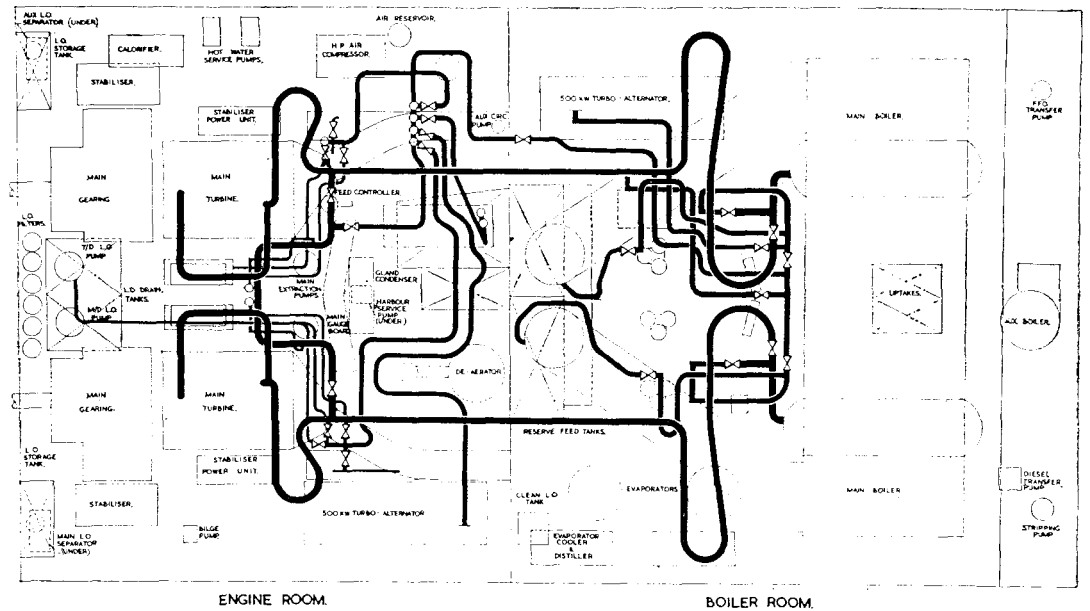 AUX L.O.
SEPARATOR (UNDER)
L.O.
STORAGE
TANK.
CALORIFIER.
STABILISER.
HOT WATER
SERVICE PUMPS.
AIR RESERVOIR.
H.P. AIR
COMPRESSOR.
STABILISER
POWER UNIT.
AUX CIRC
PUMP.
500 KW TURBO-ALTERNATOR.
MAIN BOILER.
F.F.O.
TRANSFER
PUMP.
MAIN
GEARING
MAIN
TURBINE.
FEED CONTROLLER.
L.O.
FILTERS.
T/D L.O.
PUMP
L.O DRAIN
TANKS.
M/D L.O.
PUMP
MAIN
EXTRACTION
PUMPS.
GLAND
CONDENSER
HARBOUR
SERVICE
PUMP
(UNDER)
MAIN
GAUGE
BOARD
UPTAKES.
AUX BOILER.
DE-AERATOR
MAIN
GEARING.
MAIN
TURBINE.
RESERVE FEED TANKS.
L O
STORAGE
TANK.
STABILISER
POWER UNIT.
STABILISER.
500 KW TURBO-ALTERNATOR
CLEAN L.O
TANK
EVAPORATORS
MAIN BOILER
DIESEL
TRANSFER
PUMP
MAIN L.O
SEPARATOR
(UNDER)
BILGE
PUMP
EVAPORATOR
COOLER
&
DISTILLER
STRIPPING
PUMP
ENGINE ROOM.
BOILER ROOM.